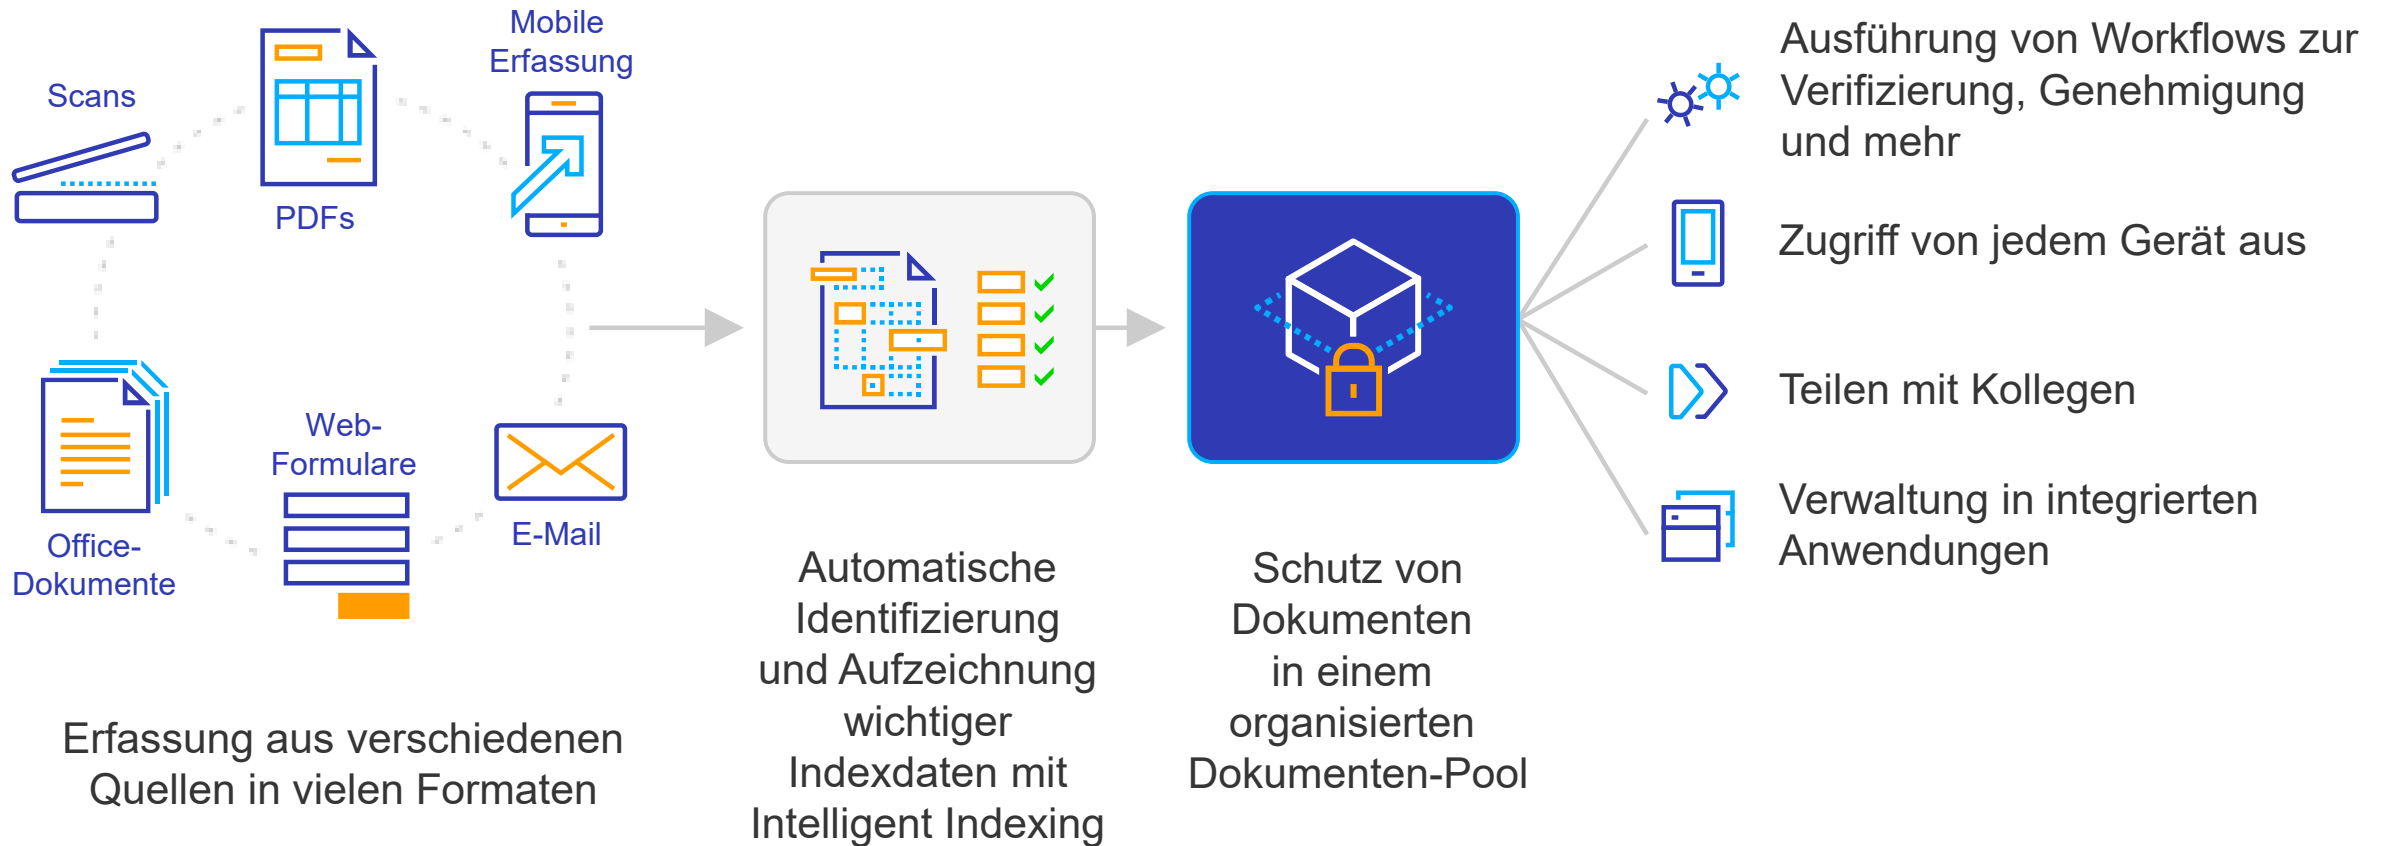 Scans
PDFs
Mobile
Erfassung
Office-
Dokumente
Web-
Formulare
E-Mail
Erfassung aus verschiedenen
Quellen in vielen Formaten
Automatische
Identifizierung
und Aufzeichnung
wichtiger
Indexdaten mit
Intelligent Indexing
Schutz von
Dokumenten
in einem
organisierten
Dokumenten-Pool
Ausführung von Workflows zur
Verifizierung, Genehmigung
und mehr
Zugriff von jedem Gerät aus
Teilen mit Kollegen
Verwaltung in integrierten
Anwendungen